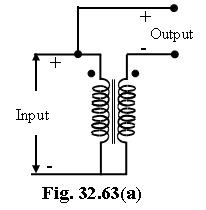 +
Output
-
+
Input
-
Fig. 32.63(a)